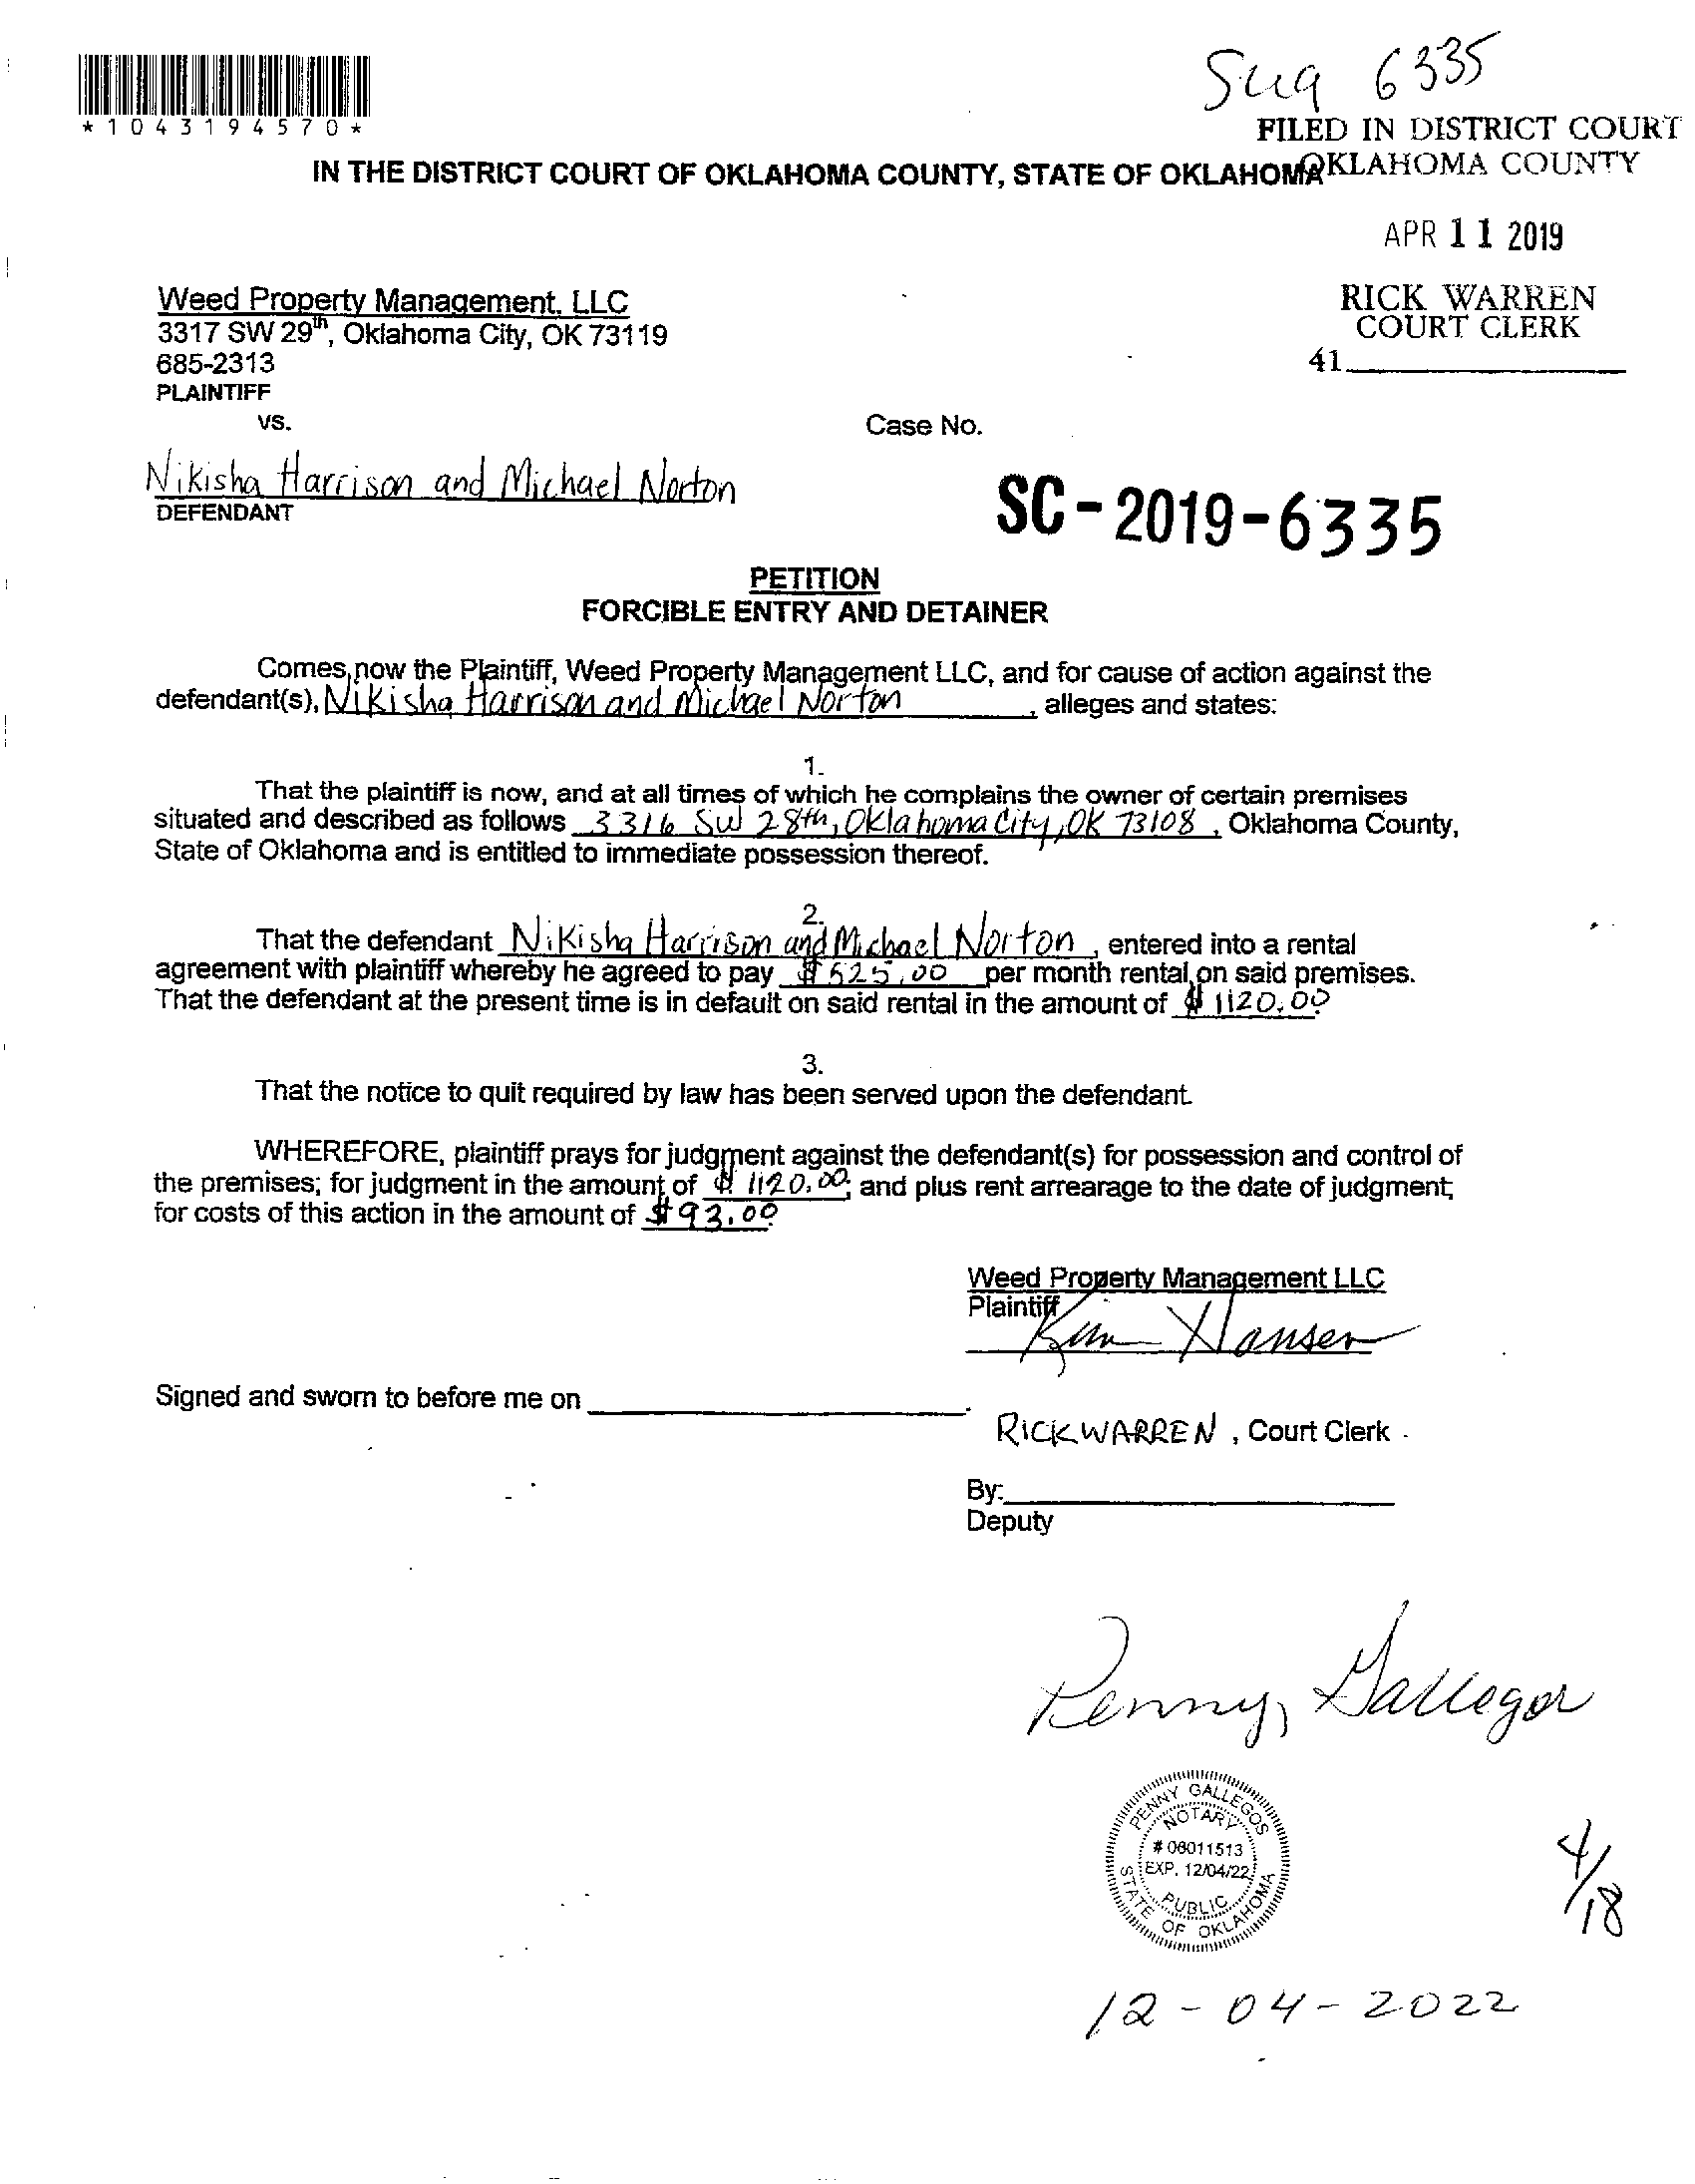 Sug 6335
*1043194570*
FILED IN DISTRICT COURT
OKLAHOMA COUNTY
IN THE DISTRICT COURT OF OKLAHOMA COUNTY, STATE OF OKLAHOMA
APR 11 2019
RICK WARREN
COURT CLERK
41
Weed Property Management, LLC
3317 SW 29th, Oklahoma City, OK 73119
685-2313
PLAINTIFF
vs.
Case No.
Nikisha Harrison and Michael Norton
DEFENDANT
SC-2019-6335
PETITION
FORCIBLE ENTRY AND DETAINER
Comes now the Plaintiff, Weed Property Management LLC, and for cause of action against the
defendant(s), Nikisha Harrison and Michael Norton, alleges and states:
1.
That the plaintiff is now, and at all times of which he complains the owner of certain premises
situated and described as follows 3316 SW 28th, Oklahoma City, OK 73108, Oklahoma County,
State of Oklahoma and is entitled to immediate possession thereof.
2.
That the defendant Nikisha Harrison and Michael Norton, entered into a rental
agreement with plaintiff whereby he agreed to pay $525.00 per month rental on said premises.
That the defendant at the present time is in default on said rental in the amount of $1120.00.
3.
That the notice to quit required by law has been served upon the defendant.
WHEREFORE, plaintiff prays for judgment against the defendant(s) for possession and control of
the premises; for judgment in the amount of $1120.00, and plus rent arrearage to the date of judgment;
for costs of this action in the amount of $93.00.
Weed Property Management LLC
Plaintiff
Kim Hansen
Signed and sworn to before me on
RICK WARREN, Court Clerk
By:
Deputy
Penny Gallegos
PENNY GALLEGOS
NOTARY
# 06011513
EXP. 12/04/22
PUBLIC
STATE OF OKLAHOMA
4/18
12-04-2022